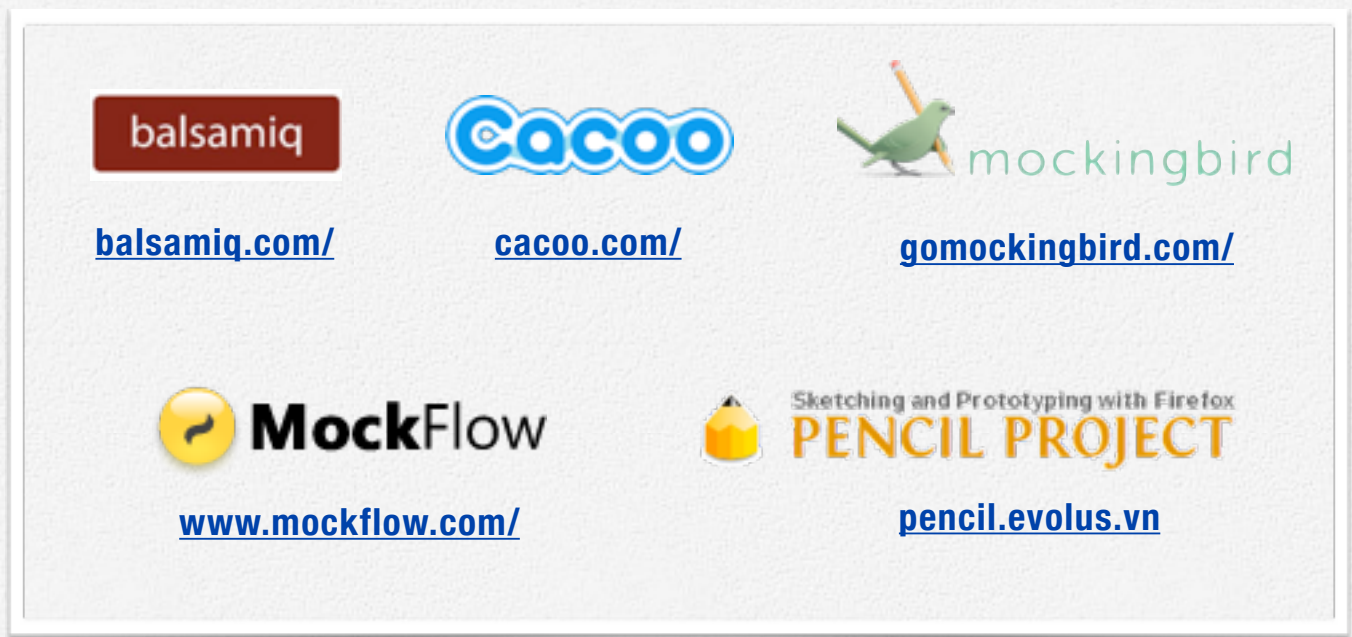 balsamiq
Cacoo
mockingbird
balsamiq.com/
cacoo.com/
gomockingbird.com/
MockFlow
Sketching and Prototyping with Firefox
PENCIL PROJECT
www.mockflow.com/
pencil.evolus.vn